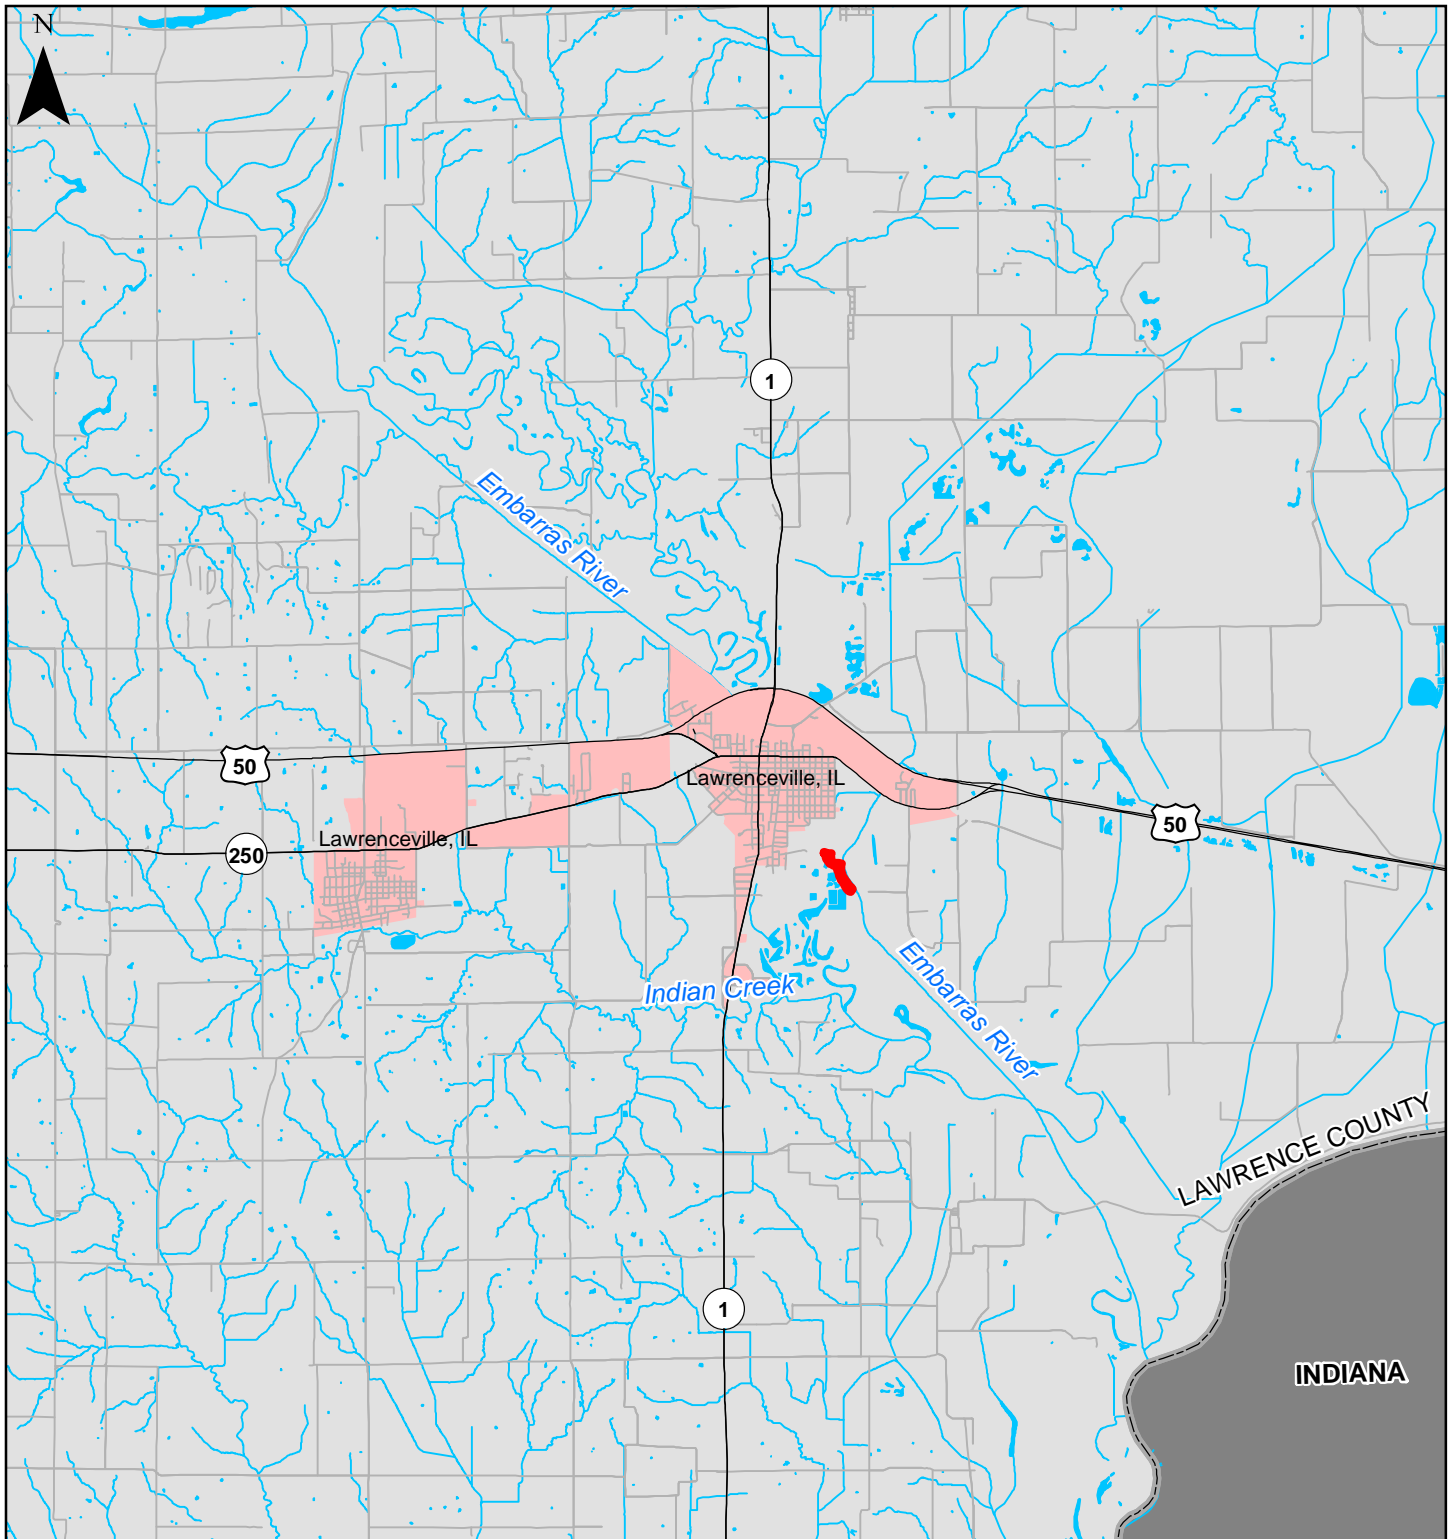 N
1
Embarras River
50
Lawrenceville, IL
50
Lawrenceville, IL
250
Embarras River
Indian Creek
LAWRENCE COUNTY
1
INDIANA